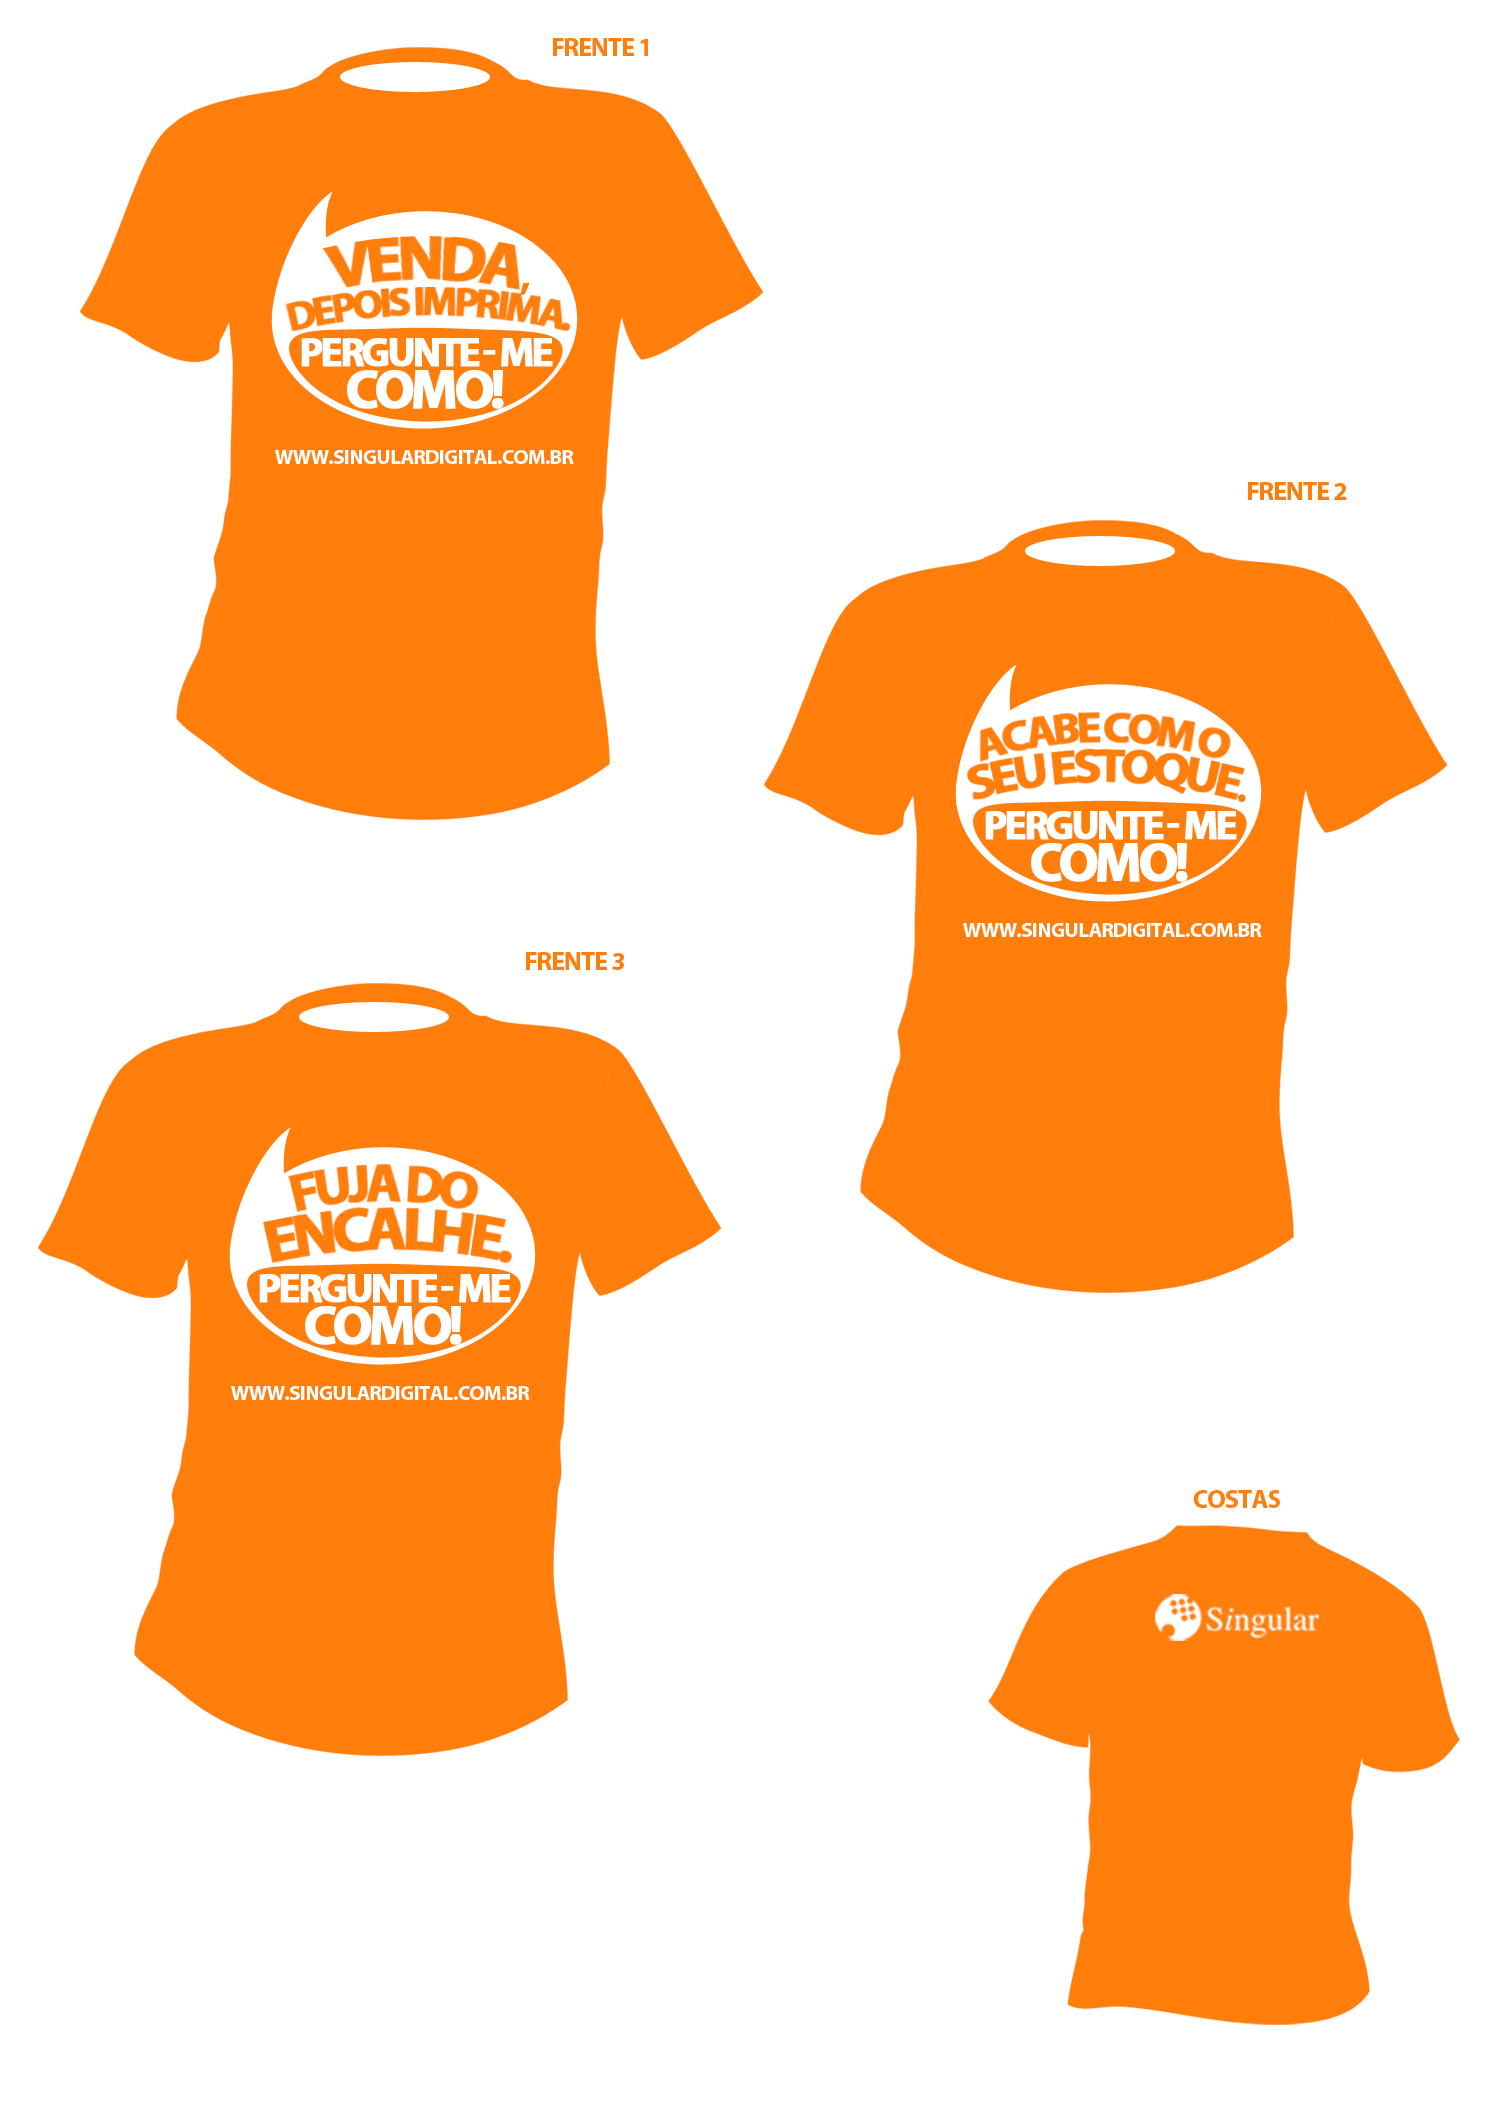 FRENTE 1
VENDA,
DEPOIS IMPRIMA.
PERGUNTE-ME
COMO!
WWW.SINGULARDIGITAL.COM.BR
FRENTE 2
ACABE COM O
SEU ESTOQUE.
PERGUNTE-ME
COMO!
WWW.SINGULARDIGITAL.COM.BR
FRENTE 3
FUJA DO
ENCALHE.
PERGUNTE-ME
COMO!
WWW.SINGULARDIGITAL.COM.BR
COSTAS
Singular